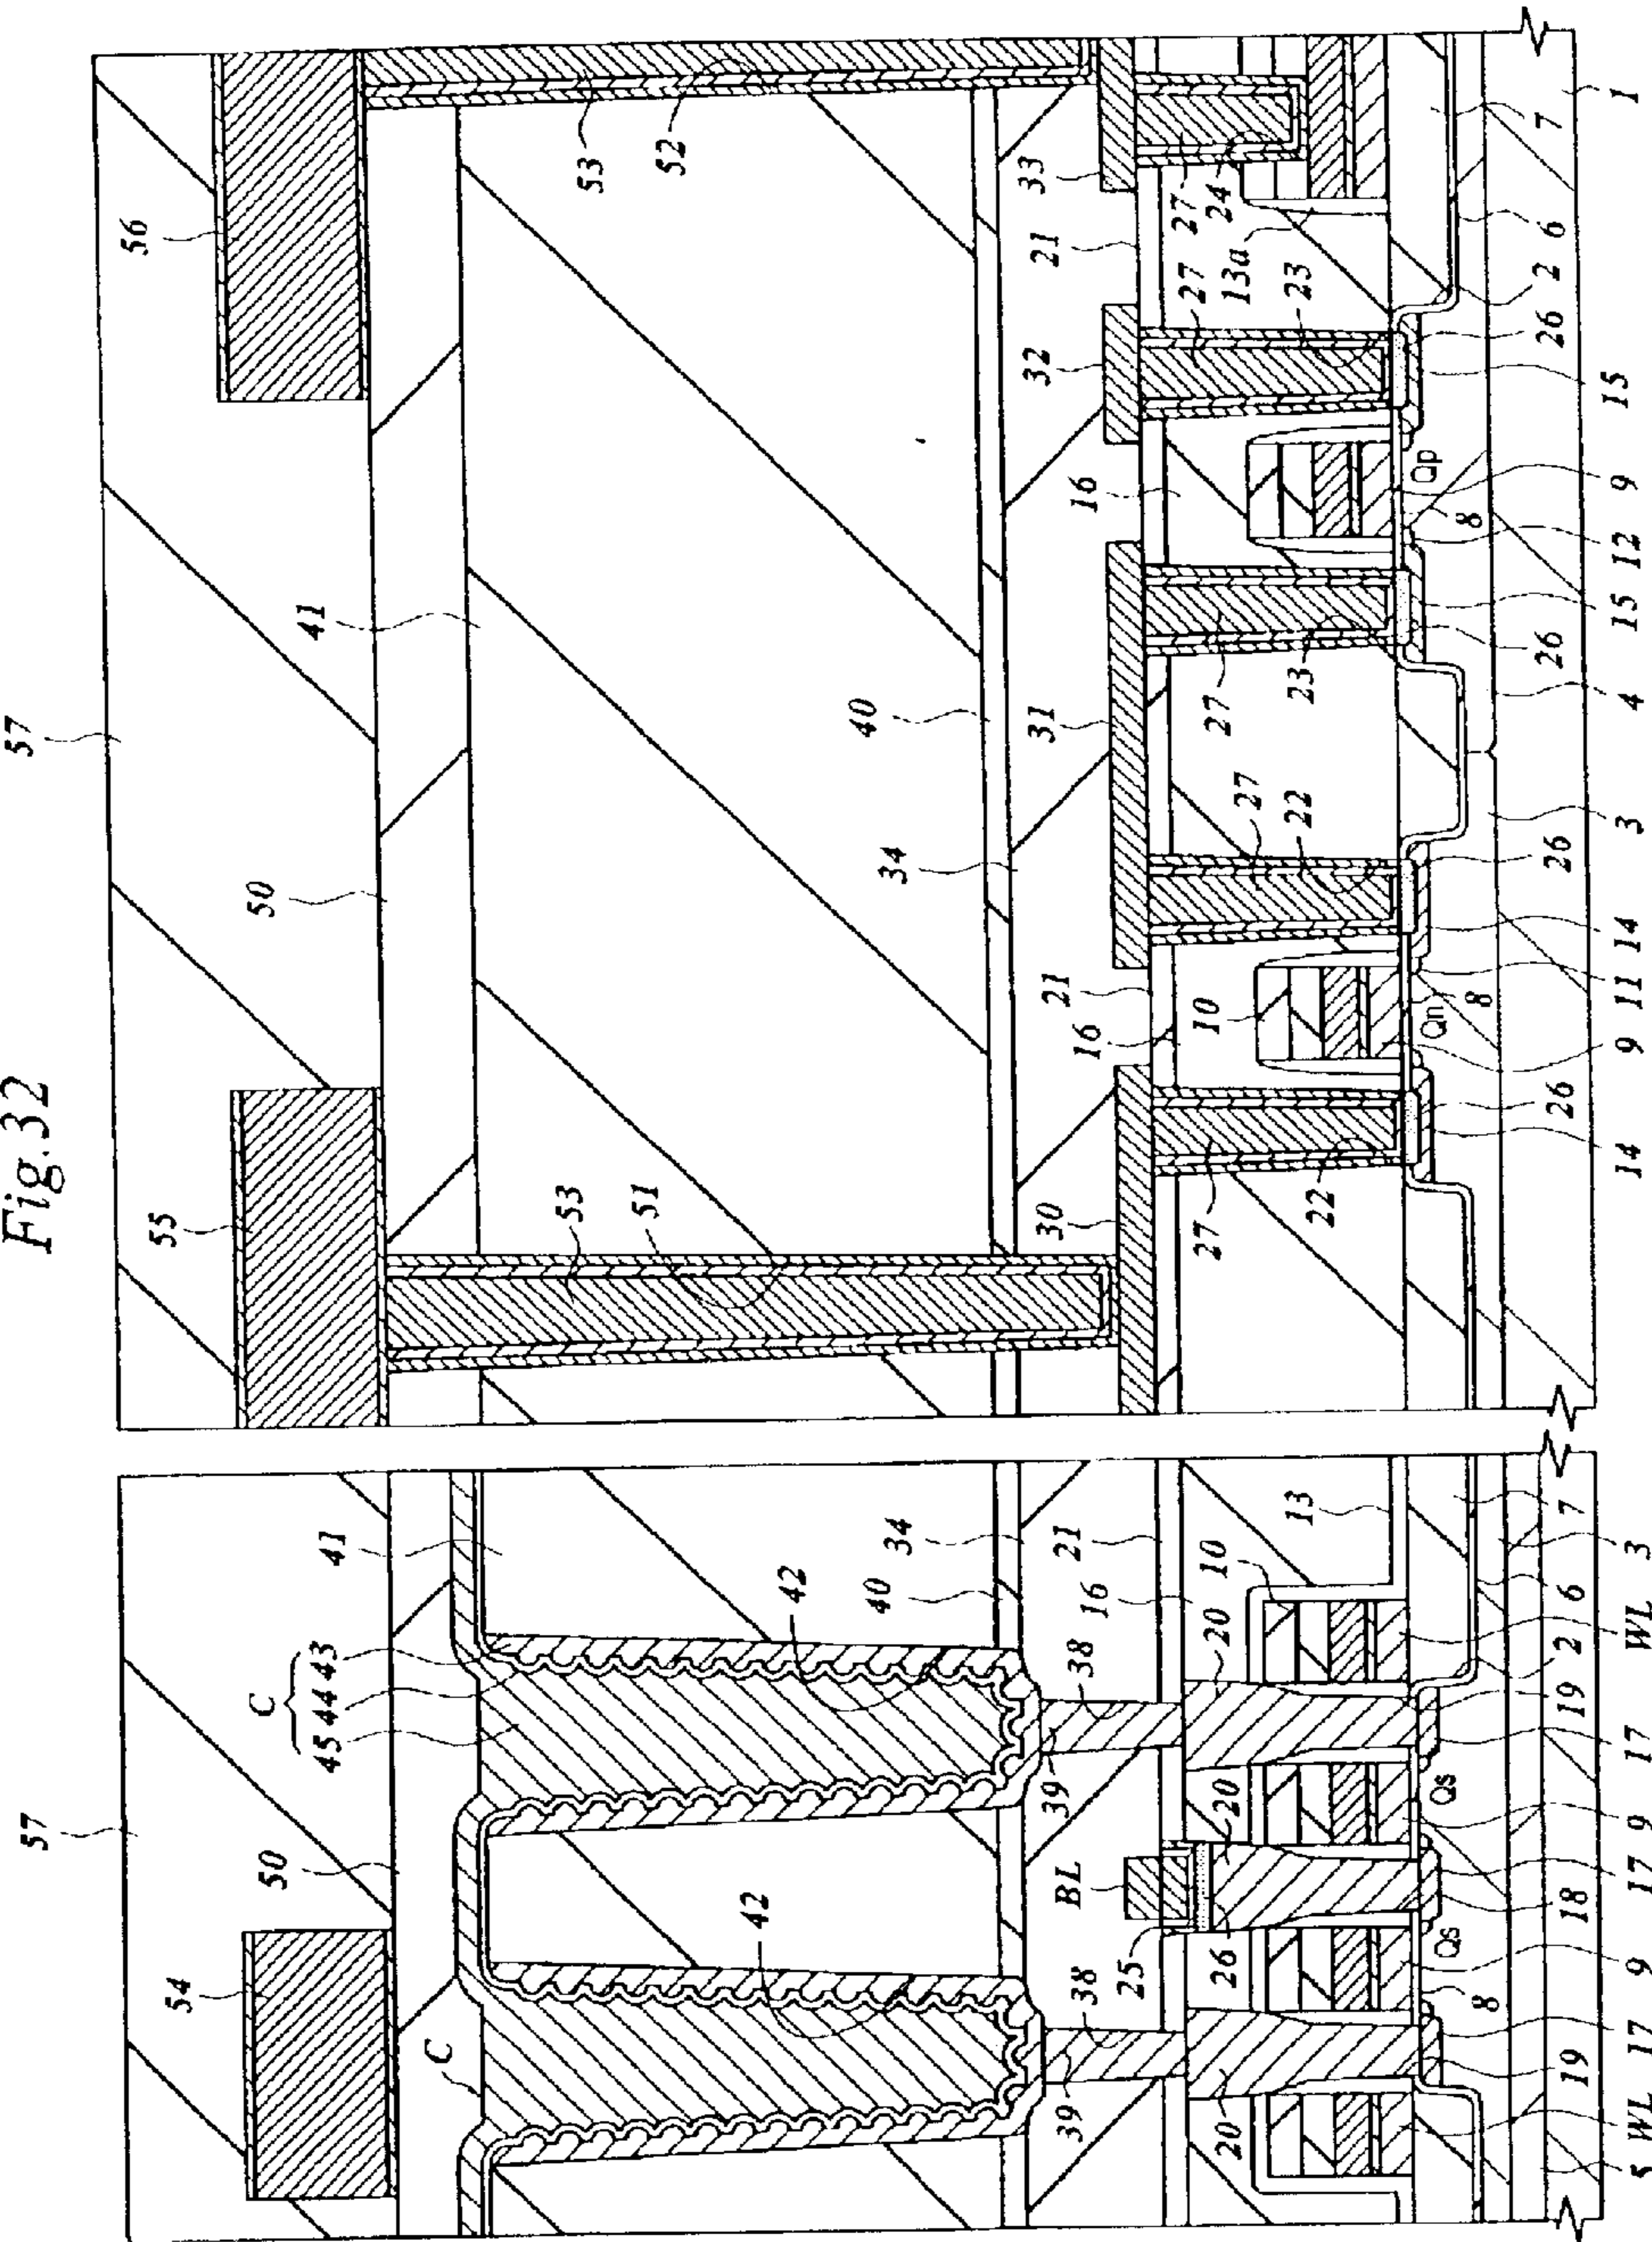 Fig.32
57 57
54 50 55 50 56
C 41 41
C
45 44 43
42 42 53 51 53 52
40 34 34 40
BL 16 21 30 16 21 31 16 32 21 33
39 38 39 38
25 13
20 26 20 20 10 27 22 10 22 27 27 23 23 27 13a 24 27
Qs Qs Qn Qp
8 8 8
19 18 19 2 6 7 26 26 26 26 2 6 7
5 WL 17 9 17 9 17 WL 3 14 9 11 14 3 4 15 12 9 15 1